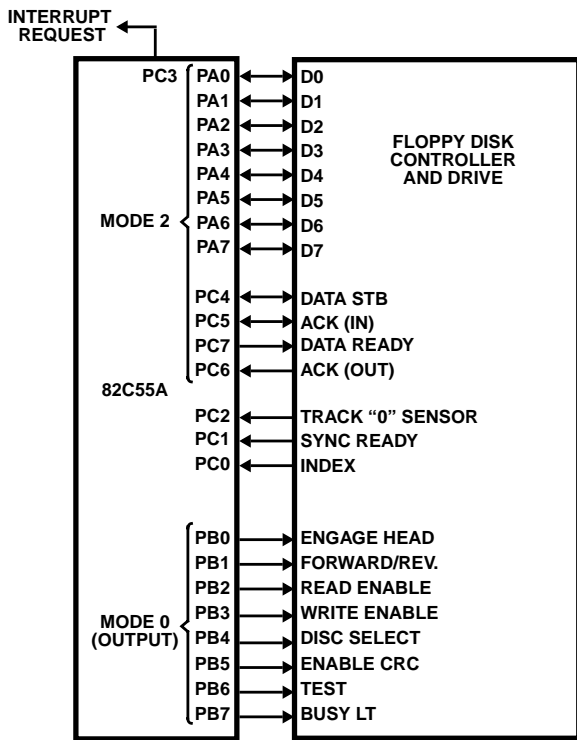 INTERRUPT
REQUEST
PC3 PA0 D0
PA1 D1
PA2 D2
PA3 D3
PA4 D4
PA5 D5
PA6 D6
PA7 D7
FLOPPY DISK
CONTROLLER
AND DRIVE
MODE 2
PC4 DATA STB
PC5 ACK (IN)
PC7 DATA READY
PC6 ACK (OUT)
82C55A
PC2 TRACK “0” SENSOR
PC1 SYNC READY
PC0 INDEX
PB0 ENGAGE HEAD
PB1 FORWARD/REV.
PB2 READ ENABLE
PB3 WRITE ENABLE
PB4 DISC SELECT
PB5 ENABLE CRC
PB6 TEST
PB7 BUSY LT
MODE 0
(OUTPUT)